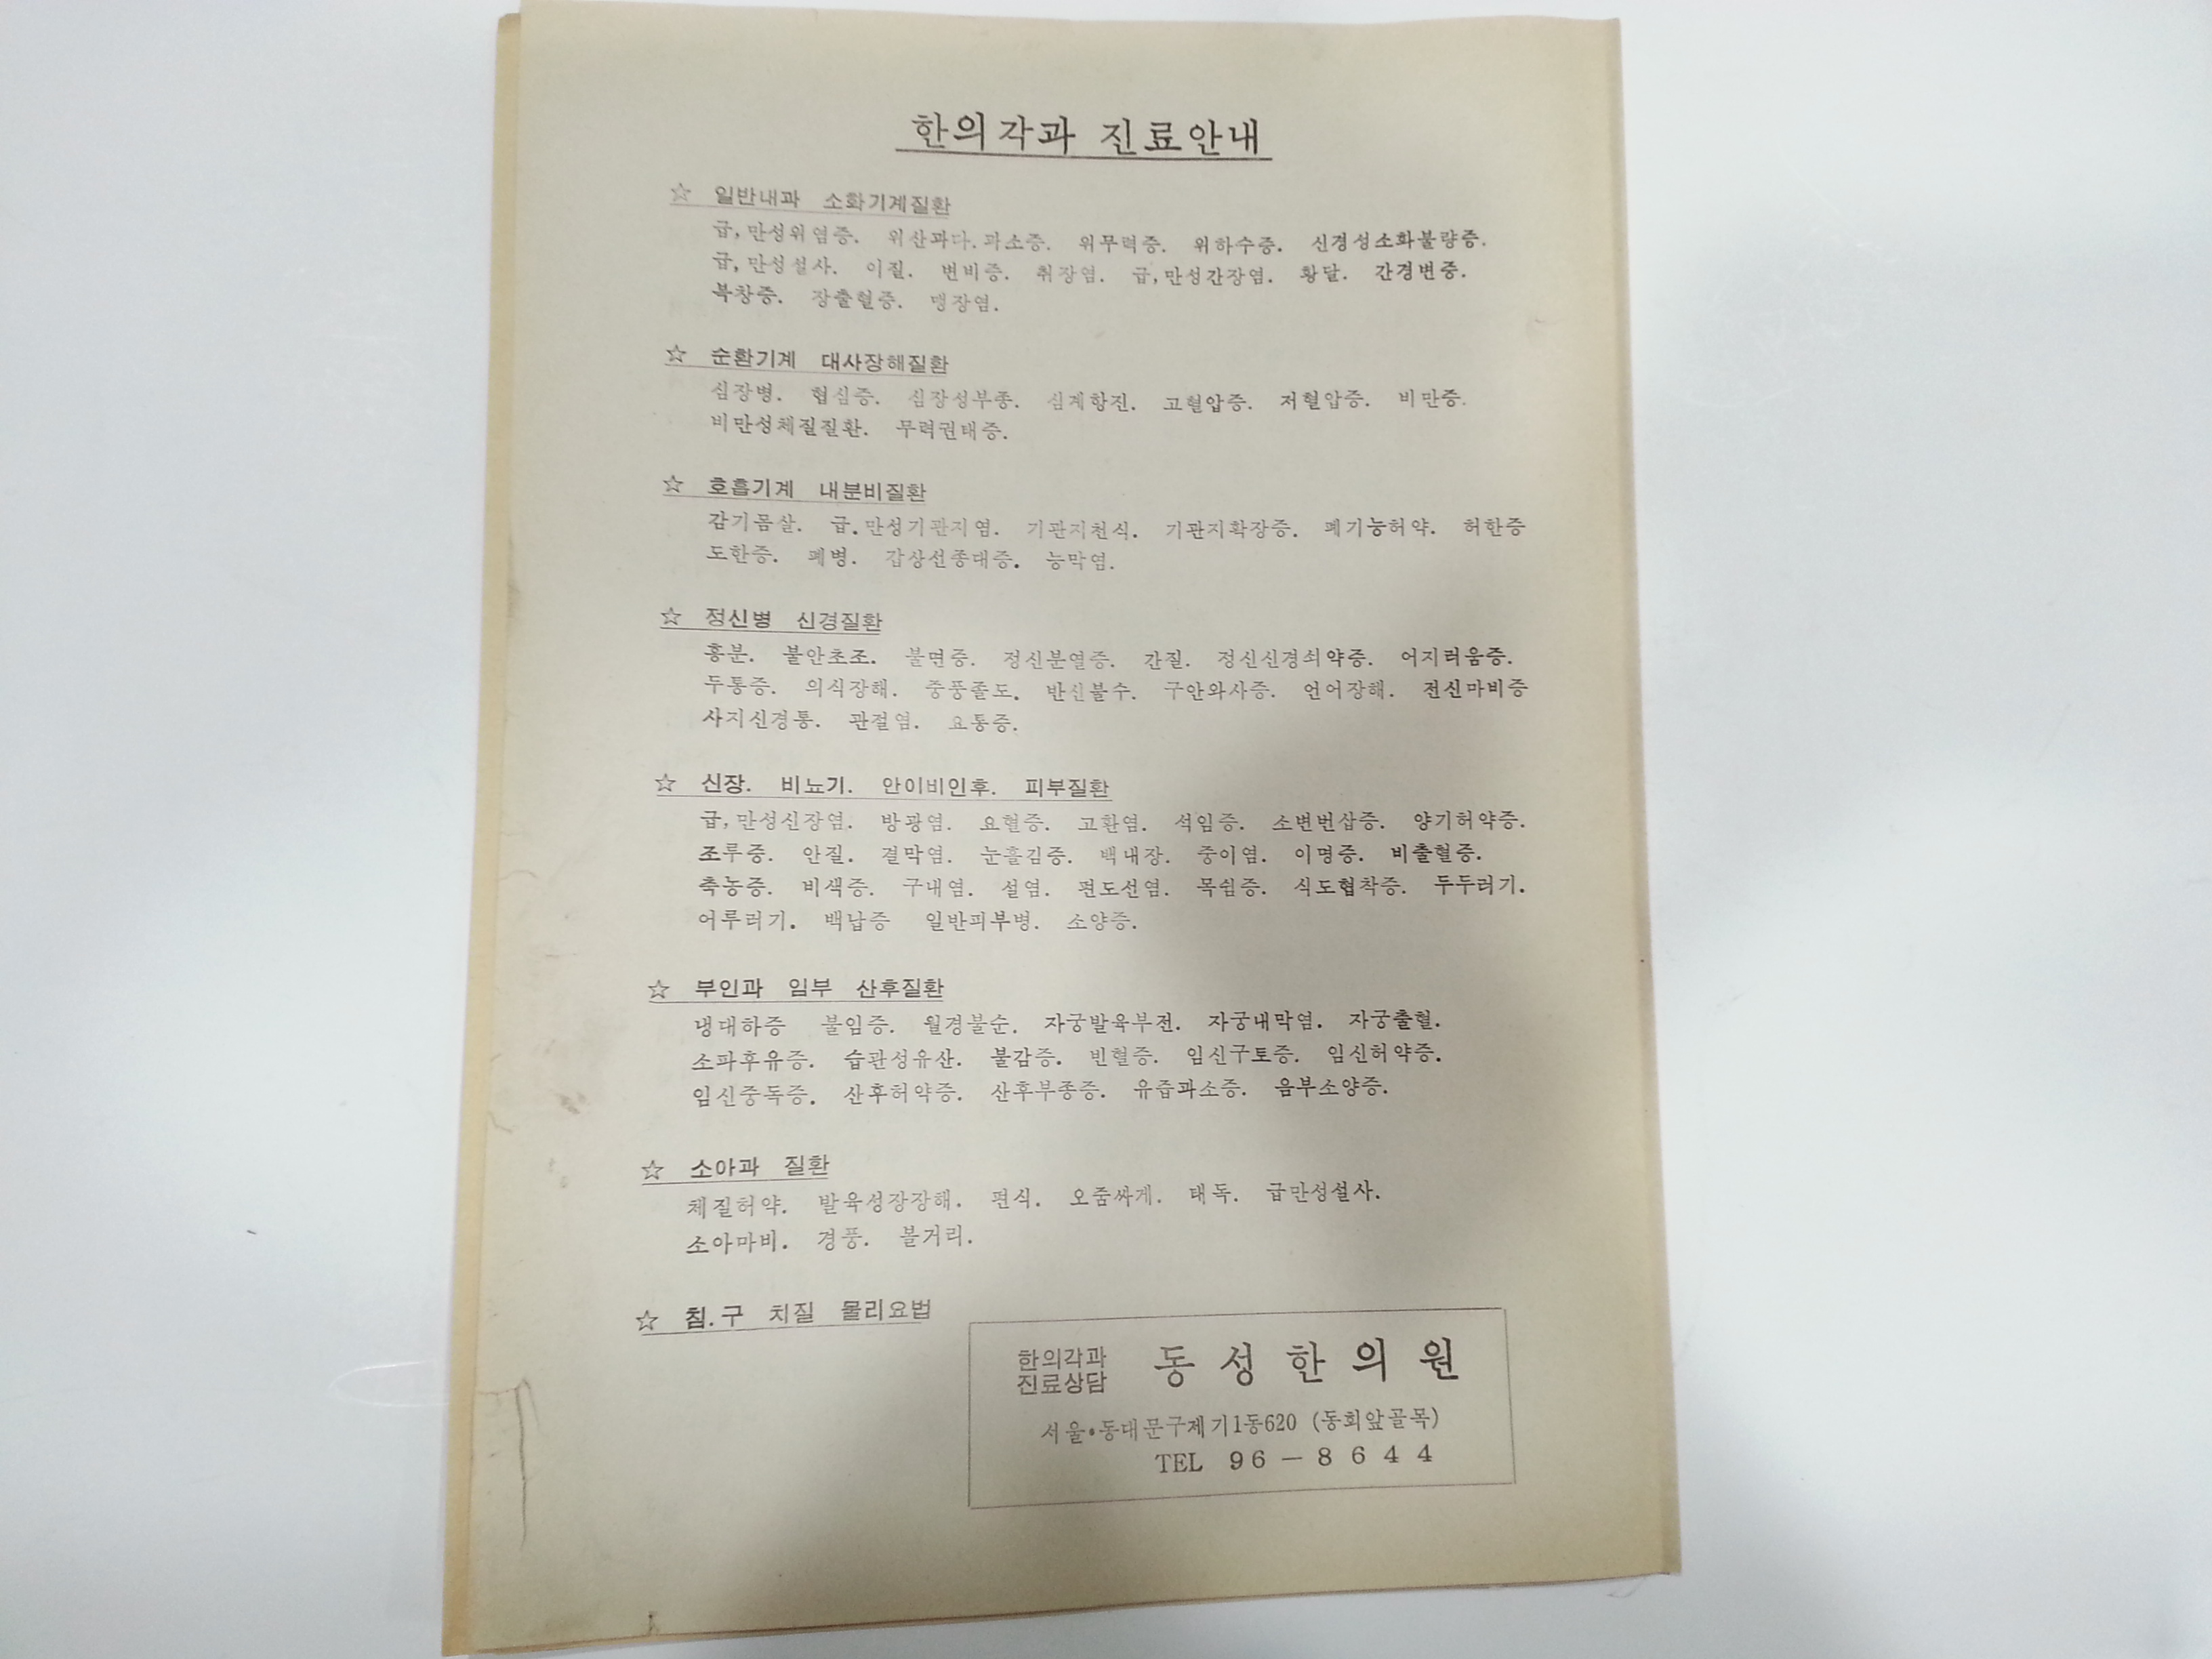 한의각과 진료안내
☆ 일반내과 소화기계질환
급,만성위염증. 위산과다.과소증. 위무력증. 위하수증. 신경성소화불량증.
급,만성설사. 이질. 변비증. 취장염. 급,만성간장염. 황달. 간경변증.
복창증. 장출혈증. 맹장염.
☆ 순환기계 대사장해질환
심장병. 협심증. 심장성부종. 심계항진. 고혈압증. 저혈압증. 비만증.
비만성체질질환. 무력권태증.
☆ 호흡기계 내분비질환
감기몸살. 급.만성기관지염. 기관지천식. 기관지확장증. 폐기능허약. 허한증
도한증. 폐병. 갑상선종대증. 능막염.
☆ 정신병 신경질환
흥분. 불안초조. 불면증. 정신분열증. 간질. 정신신경쇠약증. 어지러움증.
두통증. 의식장해. 중풍졸도. 반신불수. 구안와사증. 언어장해. 전신마비증
사지신경통. 관절염. 요통증.
☆ 신장. 비뇨기. 안이비인후. 피부질환
급,만성신장염. 방광염. 요혈증. 고환염. 석임증. 소변번삽증. 양기허약증.
조루증. 안질. 결막염. 눈흘김증. 백내장. 중이염. 이명증. 비출혈증.
축농증. 비색증. 구내염. 설염. 편도선염. 목쉼증. 식도협착증. 두두러기.
어루러기. 백납증 일반피부병. 소양증.
☆ 부인과 임부 산후질환
냉대하증 불임증. 월경불순. 자궁발육부전. 자궁내막염. 자궁출혈.
소파후유증. 습관성유산. 불감증. 빈혈증. 임신구토증. 임신허약증.
임신중독증. 산후허약증. 산후부종증. 유즙과소증. 음부소양증.
☆ 소아과 질환
체질허약. 발육성장장해. 편식. 오줌싸게. 태독. 급만성설사.
소아마비. 경풍. 볼거리.
☆ 침.구 치질 물리요법
한의각과
진료상담 동성한의원
서울•동대문구제기1동620 (동회앞골목)
TEL 96-8644